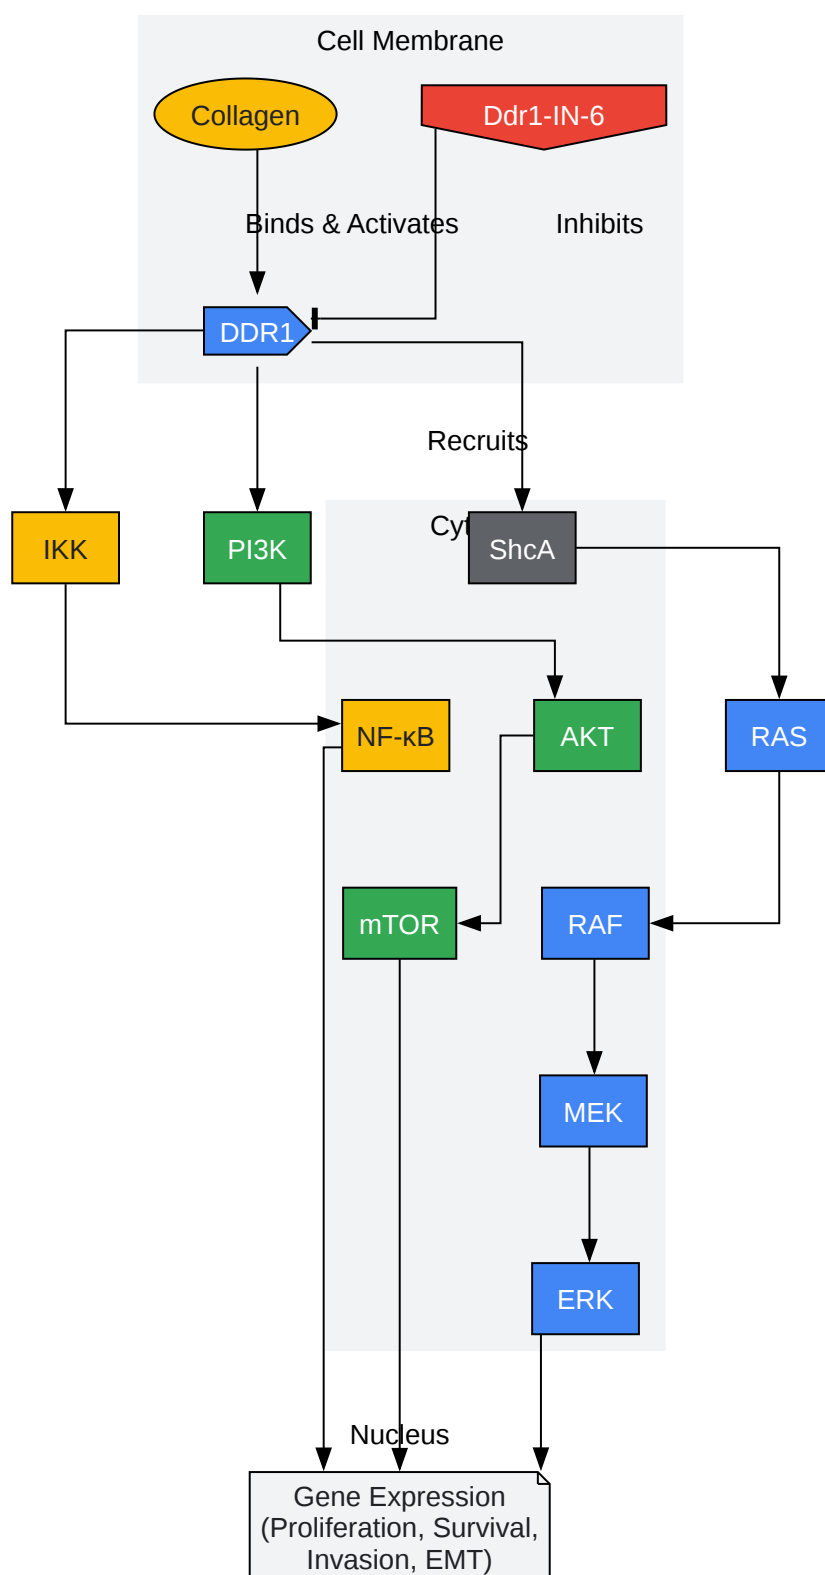 Cell Membrane
Collagen
Ddr1-IN-6
Binds & Activates
Inhibits
DDR1
Recruits
Cyt
IKK
PI3K
ShcA
NF-κB
AKT
RAS
mTOR
RAF
MEK
ERK
Nucleus
Gene Expression
(Proliferation, Survival,
Invasion, EMT)